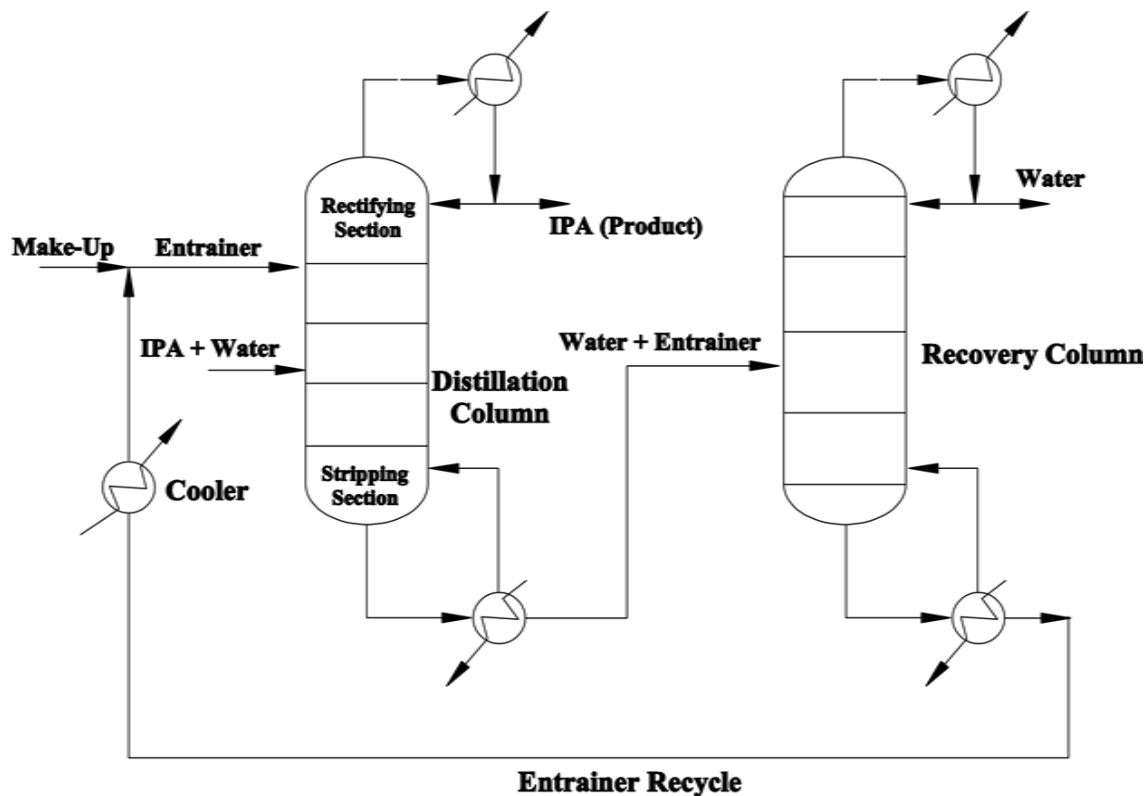 Rectifying
Section
IPA (Product)
Water
Make-Up
Entrainer
IPA + Water
Distillation
Column
Water + Entrainer
Recovery Column
Stripping
Section
Cooler
Entrainer Recycle